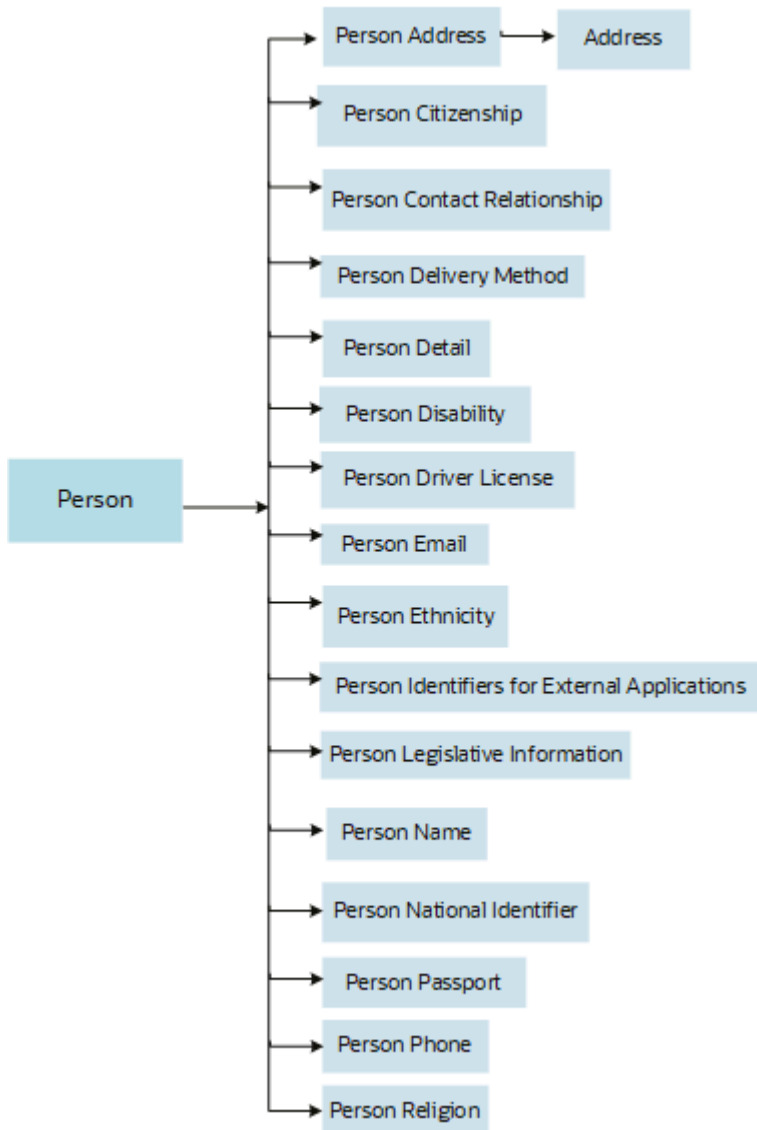 Person Address
Address
Person Citizenship
Person Contact Relationship
Person Delivery Method
Person Detail
Person Disability
Person Driver License
Person
Person Email
Person Ethnicity
Person Identifiers for External Applications
Person Legislative Information
Person Name
Person National Identifier
Person Passport
Person Phone
Person Religion